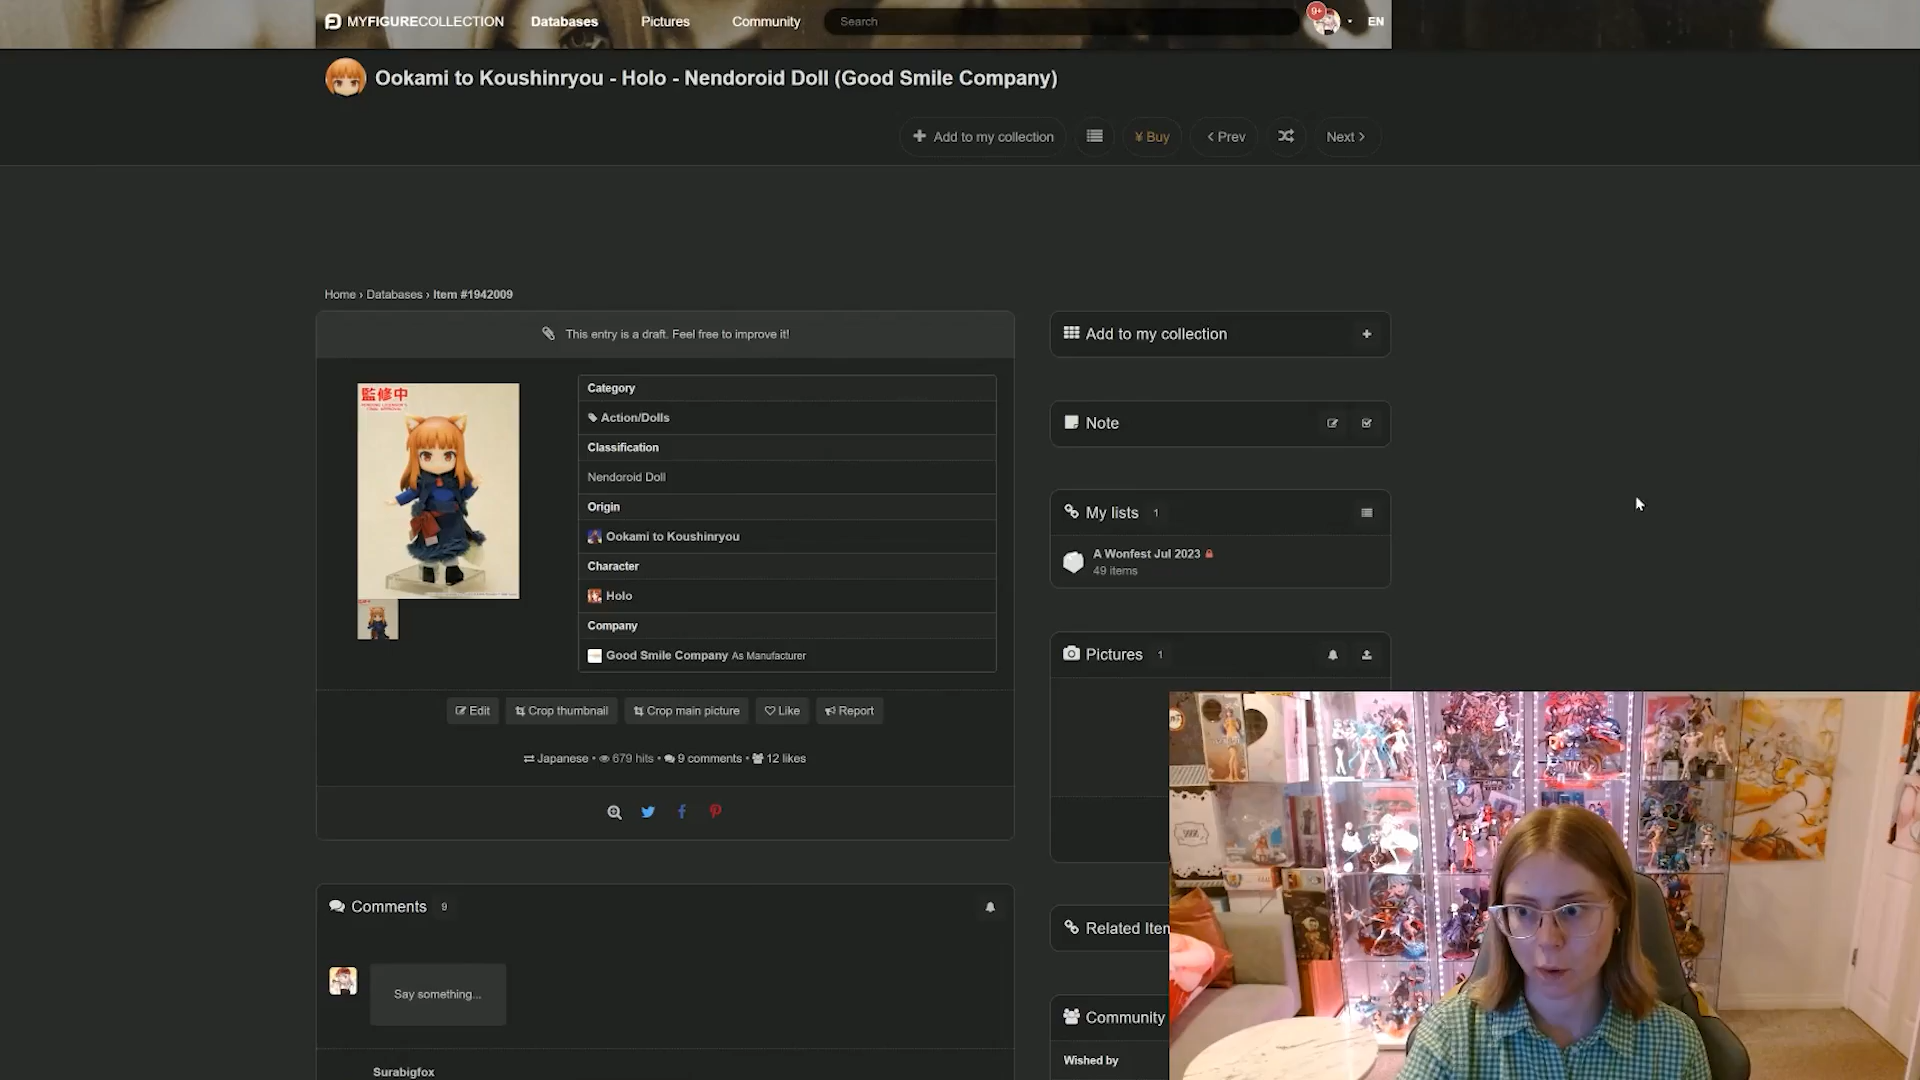 MYFIGURECOLLECTION
Databases
Pictures
Community
Search
9+
EN
Ookami to Koushinryou - Holo - Nendoroid Doll (Good Smile Company)
Add to my collection
¥ Buy
Prev
Next
Home › Databases › Item #1942009
This entry is a draft. Feel free to improve it!
監修中
Category
Action/Dolls
Classification
Nendoroid Doll
Origin
Ookami to Koushinryou
Character
Holo
Company
Good Smile Company As Manufacturer
Edit
Crop thumbnail
Crop main picture
Like
Report
Japanese • 679 hits • 9 comments • 12 likes
Comments 9
Say something...
Surabigfox
Add to my collection
Note
My lists 1
A Wonfest Jul 2023
49 items
Pictures 1
Related Iten
Community
Wished by